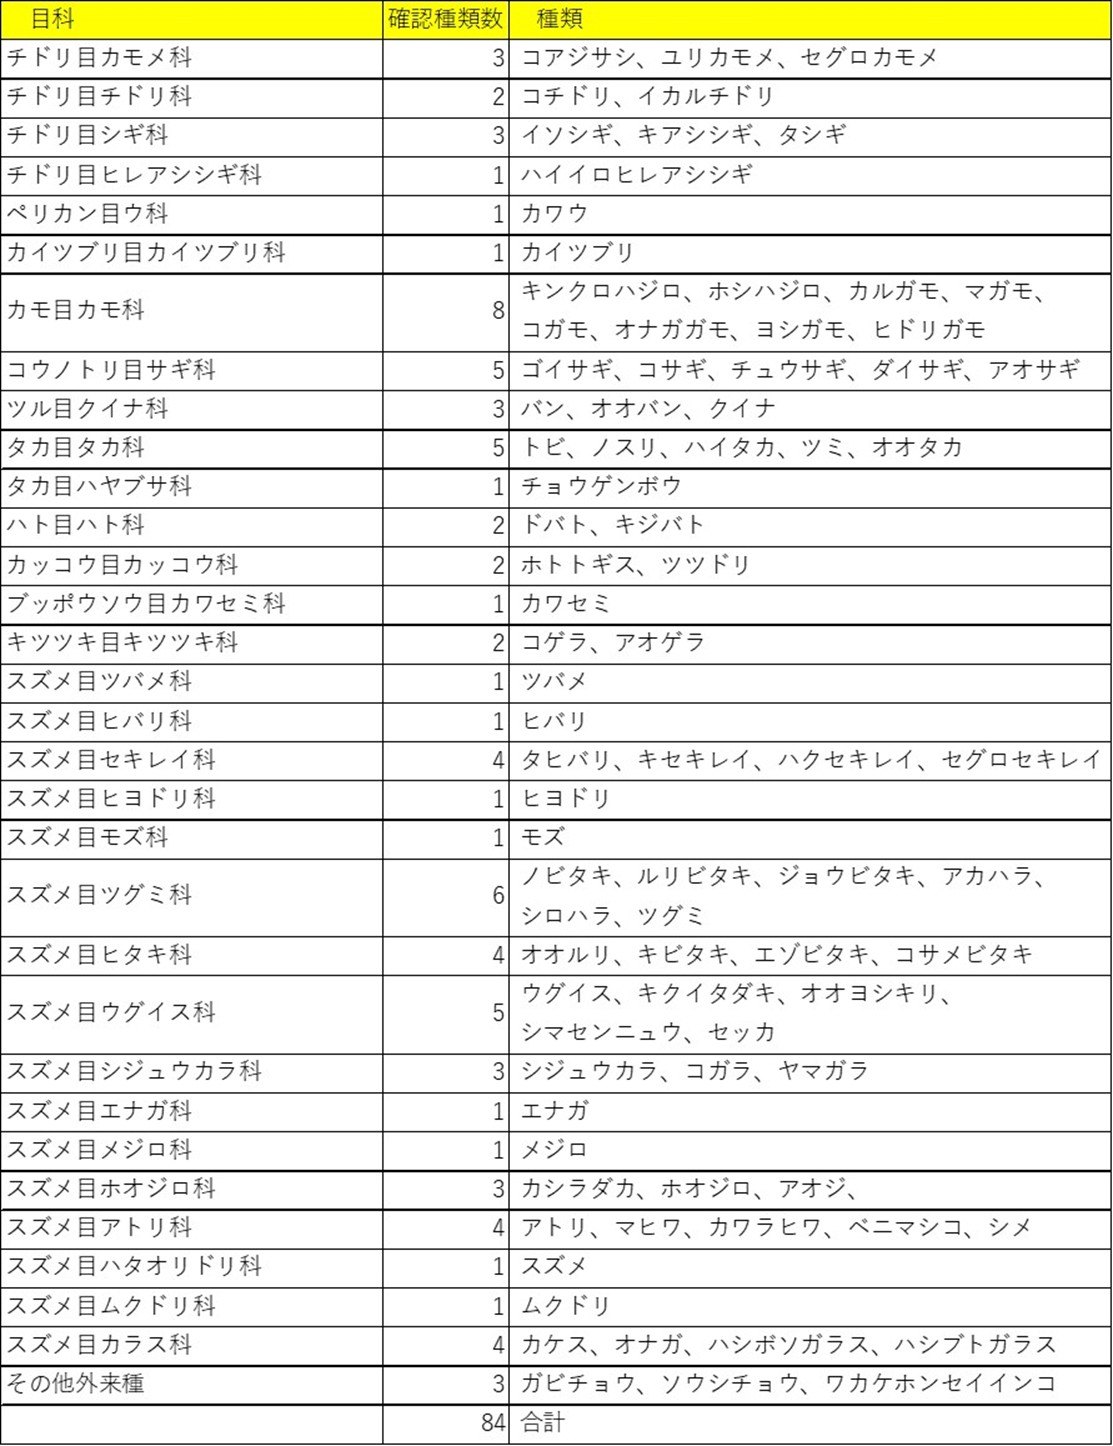 目科 確認種類数 種類
チドリ目カモメ科 3 コアジサシ、ユリカモメ、セグロカモメ
チドリ目チドリ科 2 コチドリ、イカルチドリ
チドリ目シギ科 3 イソシギ、キアシシギ、タシギ
チドリ目ヒレアシシギ科 1 ハイイロヒレアシシギ
ペリカン目ウ科 1 カワウ
カイツブリ目カイツブリ科 1 カイツブリ
カモ目カモ科 8 キンクロハジロ、ホシハジロ、カルガモ、マガモ、
コガモ、オナガガモ、ヨシガモ、ヒドリガモ
コウノトリ目サギ科 5 ゴイサギ、コサギ、チュウサギ、ダイサギ、アオサギ
ツル目クイナ科 3 バン、オオバン、クイナ
タカ目タカ科 5 トビ、ノスリ、ハイタカ、ツミ、オオタカ
タカ目ハヤブサ科 1 チョウゲンボウ
ハト目ハト科 2 ドバト、キジバト
カッコウ目カッコウ科 2 ホトトギス、ツツドリ
ブッポウソウ目カワセミ科 1 カワセミ
キツツキ目キツツキ科 2 コゲラ、アオゲラ
スズメ目ツバメ科 1 ツバメ
スズメ目ヒバリ科 1 ヒバリ
スズメ目セキレイ科 4 タヒバリ、キセキレイ、ハクセキレイ、セグロセキレイ
スズメ目ヒヨドリ科 1 ヒヨドリ
スズメ目モズ科 1 モズ
スズメ目ツグミ科 6 ノビタキ、ルリビタキ、ジョウビタキ、アカハラ、
シロハラ、ツグミ
スズメ目ヒタキ科 4 オオルリ、キビタキ、エゾビタキ、コサメビタキ
スズメ目ウグイス科 5 ウグイス、キクイタダキ、オオヨシキリ、
シマセンニュウ、セッカ
スズメ目シジュウカラ科 3 シジュウカラ、コガラ、ヤマガラ
スズメ目エナガ科 1 エナガ
スズメ目メジロ科 1 メジロ
スズメ目ホオジロ科 3 カシラダカ、ホオジロ、アオジ、
スズメ目アトリ科 4 アトリ、マヒワ、カワラヒワ、ベニマシコ、シメ
スズメ目ハタオリドリ科 1 スズメ
スズメ目ムクドリ科 1 ムクドリ
スズメ目カラス科 4 カケス、オナガ、ハシボソガラス、ハシブトガラス
その他外来種 3 ガビチョウ、ソウシチョウ、ワカケホンセイインコ
84 合計